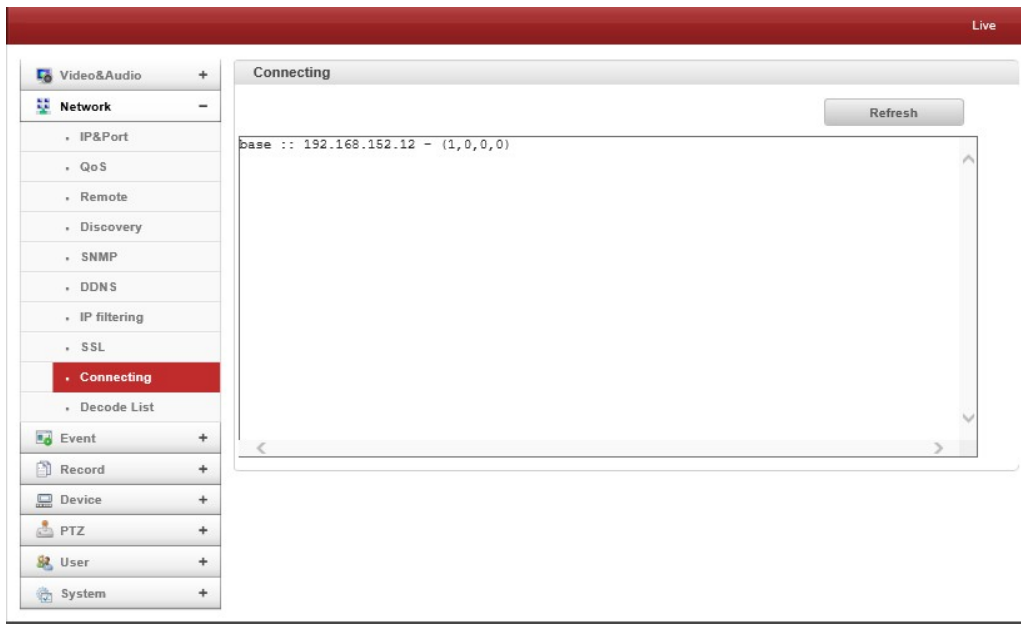 Live
Video&Audio +
Network −
IP&Port
QoS
Remote
Discovery
SNMP
DDNS
IP filtering
SSL
Connecting
Decode List
Event +
Record +
Device +
PTZ +
User +
System +
Connecting
Refresh
base :: 192.168.152.12 - (1,0,0,0)